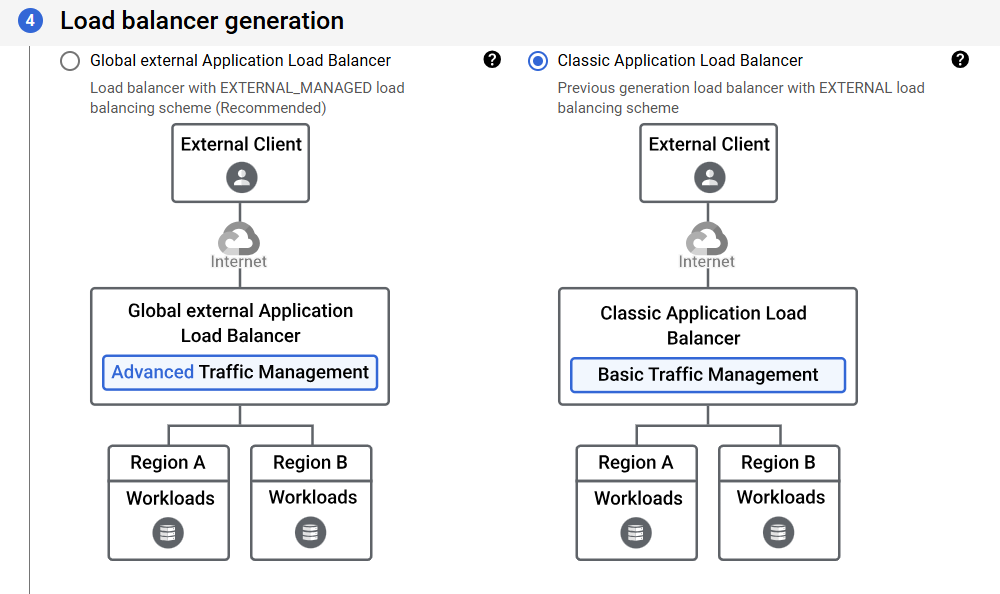 4 Load balancer generation
Global external Application Load Balancer
?
Load balancer with EXTERNAL_MANAGED load
balancing scheme (Recommended)
External Client
Internet
Global external Application
Load Balancer
Advanced Traffic Management
Region A
Workloads
Region B
Workloads
Classic Application Load Balancer
?
Previous generation load balancer with EXTERNAL load
balancing scheme
External Client
Internet
Classic Application Load
Balancer
Basic Traffic Management
Region A
Workloads
Region B
Workloads